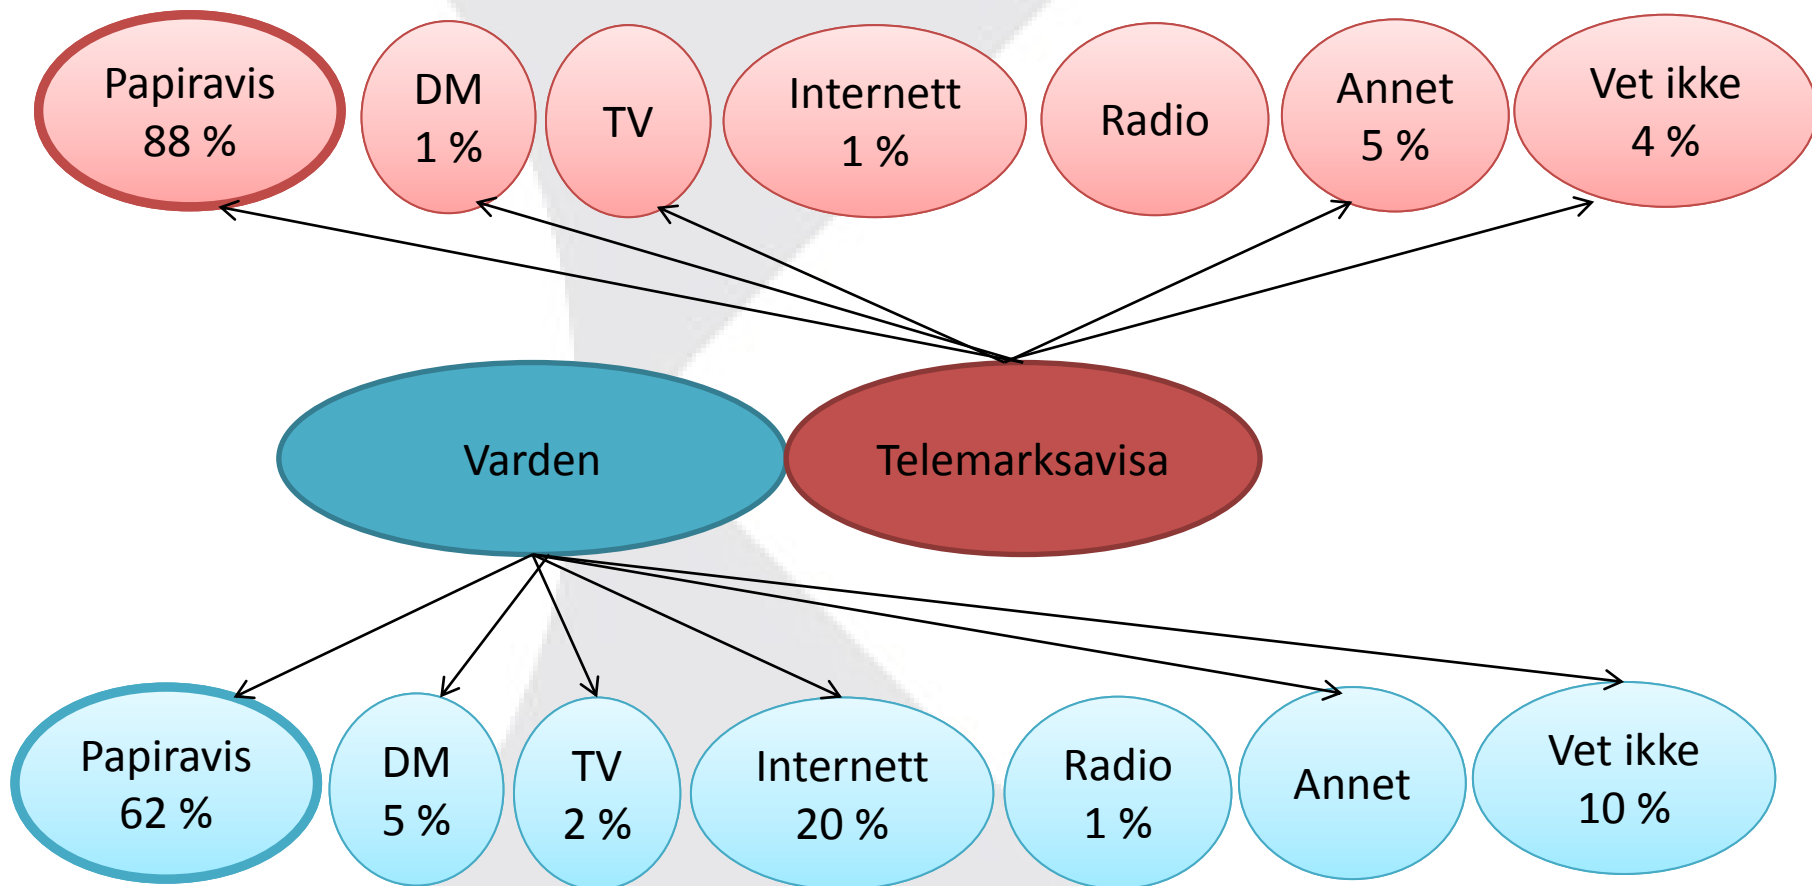 Papiravis
88 %
DM
1 %
TV
Internett
1 %
Radio
Annet
5 %
Vet ikke
4 %
Varden
Telemarksavisa
Papiravis
62 %
DM
5 %
TV
2 %
Internett
20 %
Radio
1 %
Annet
Vet ikke
10 %